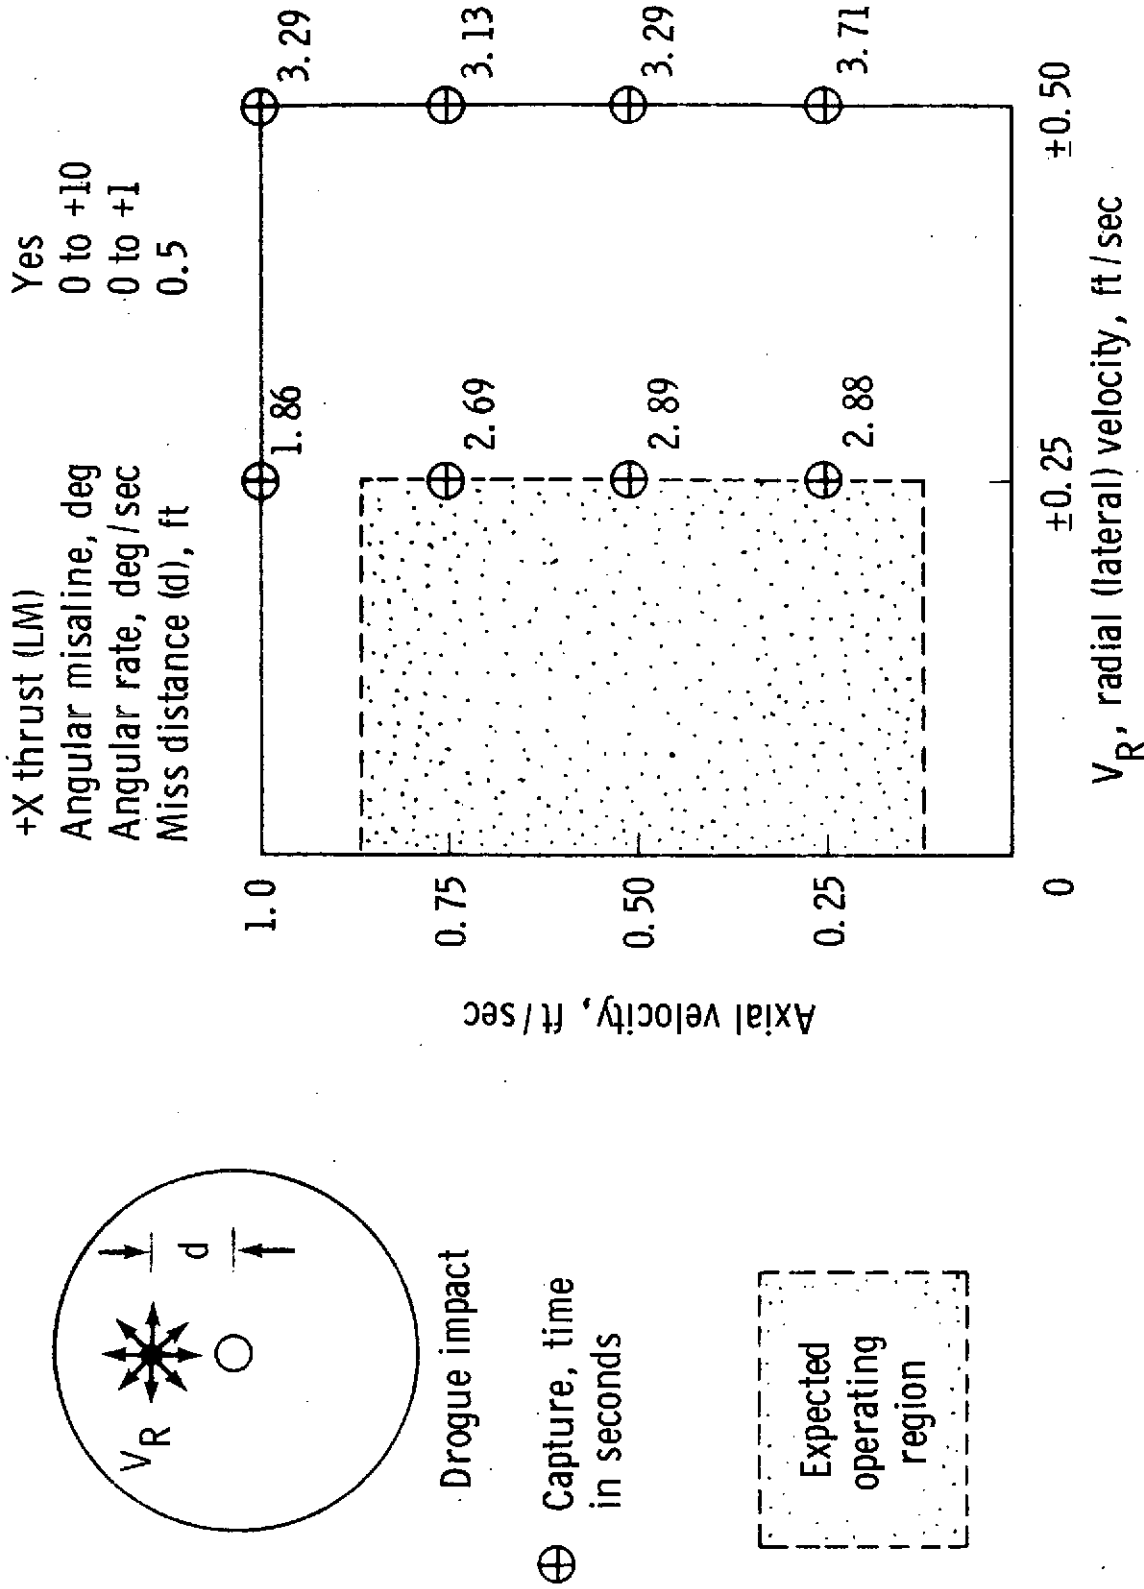 +X thrust (LM) Yes
Angular misaline, deg 0 to +10
Angular rate, deg/sec 0 to +1
Miss distance (d), ft 0.5
V_R
d
Drogue impact
⊕ Capture, time
in seconds
Expected
operating
region
Axial velocity, ft/sec
1.0
0.75
0.50
0.25
0
1.86
2.69
2.89
2.88
3.29
3.13
3.29
3.71
±0.25
±0.50
V_R, radial (lateral) velocity, ft/sec